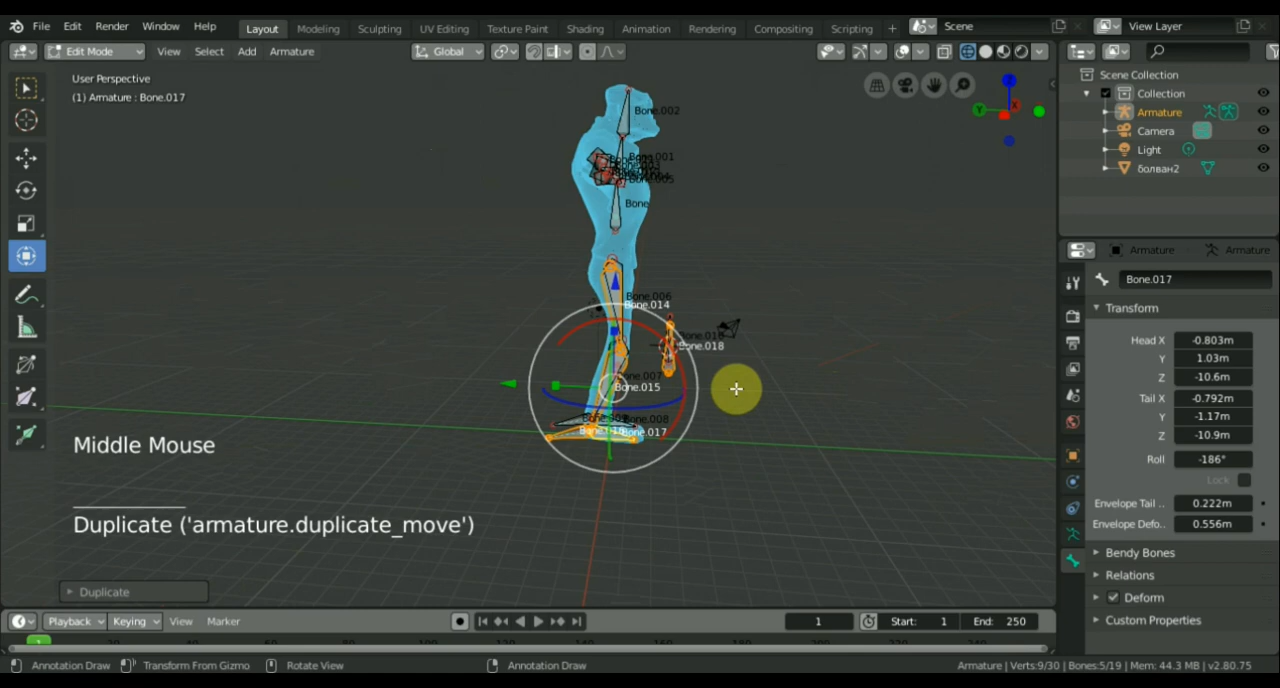 File Edit Render Window Help Layout Modeling Sculpting UV Editing Texture Paint Shading Animation Rendering Compositing Scripting + Scene View Layer
Edit Mode View Select Add Armature Global
User Perspective
(1) Armature : Bone.017
Scene Collection
Collection
Armature
Camera
Light
болван2
Bone.002
Bone.001
Bone
Bone.006
Bone.014
Bone.018
Bone.007
Bone.015
Bone.008
Bone.017
Middle Mouse
Duplicate ('armature.duplicate_move')
Duplicate
Armature Armature
Bone.017
Transform
Head X -0.803m
Y 1.03m
Z -10.6m
Tail X -0.792m
Y -1.17m
Z -10.9m
Roll -186°
Lock
Envelope Tail .. 0.222m
Envelope Defo.. 0.556m
Bendy Bones
Relations
Deform
Custom Properties
Playback Keying View Marker 1 Start: 1 End: 250
Annotation Draw Transform From Gizmo Rotate View Annotation Draw Armature | Verts:9/30 | Bones:5/19 | Mem: 44.3 MB | v2.80.75